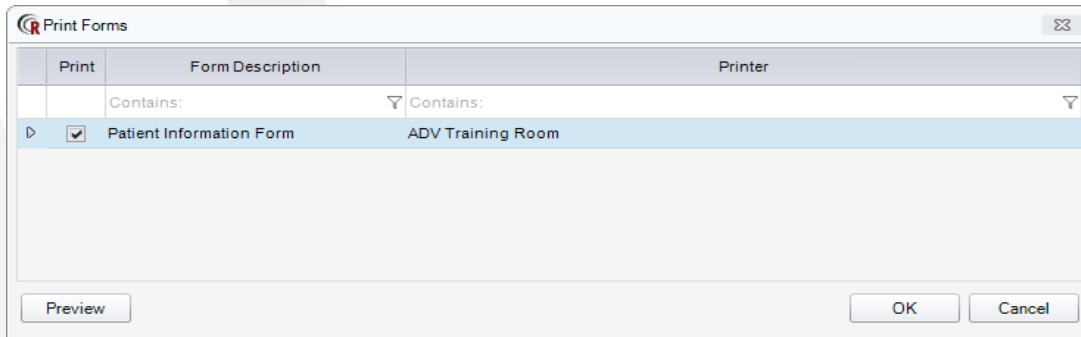 R Print Forms
Print Form Description Printer
Contains: Contains:
Patient Information Form ADV Training Room
Preview OK Cancel